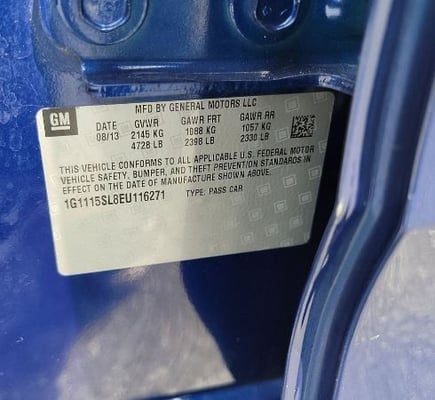 GM
MFD BY GENERAL MOTORS LLC
DATE GVWR GAWR FRT GAWR RR
08/13 2145 KG 1088 KG 1057 KG
4728 LB 2398 LB 2330 LB
THIS VEHICLE CONFORMS TO ALL APPLICABLE U.S. FEDERAL MOTOR
VEHICLE SAFETY, BUMPER, AND THEFT PREVENTION STANDARDS IN
EFFECT ON THE DATE OF MANUFACTURE SHOWN ABOVE.
1G1115SL8EU116271 TYPE: PASS CAR